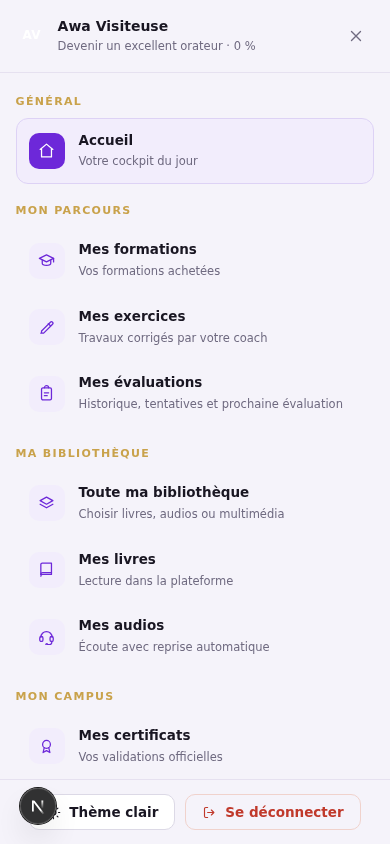 AV
Awa Visiteuse
Devenir un excellent orateur · 0 %
GÉNÉRAL
Accueil
Votre cockpit du jour
MON PARCOURS
Mes formations
Vos formations achetées
Mes exercices
Travaux corrigés par votre coach
Mes évaluations
Historique, tentatives et prochaine évaluation
MA BIBLIOTHÈQUE
Toute ma bibliothèque
Choisir livres, audios ou multimédia
Mes livres
Lecture dans la plateforme
Mes audios
Écoute avec reprise automatique
MON CAMPUS
Mes certificats
Vos validations officielles
N
Thème clair
Se déconnecter